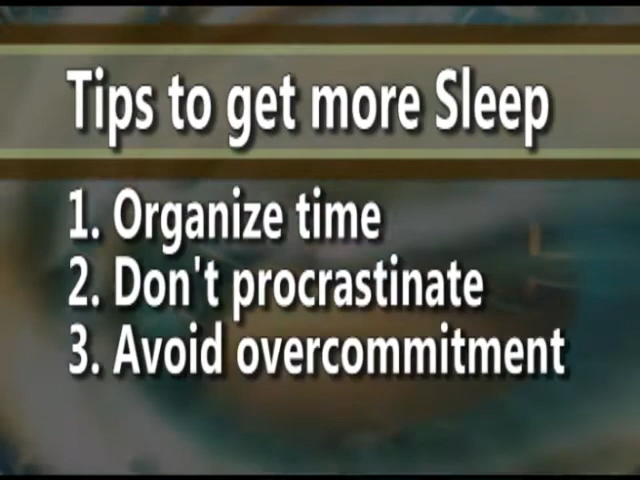 Tips to get more Sleep
1. Organize time
2. Don't procrastinate
3. Avoid overcommitment